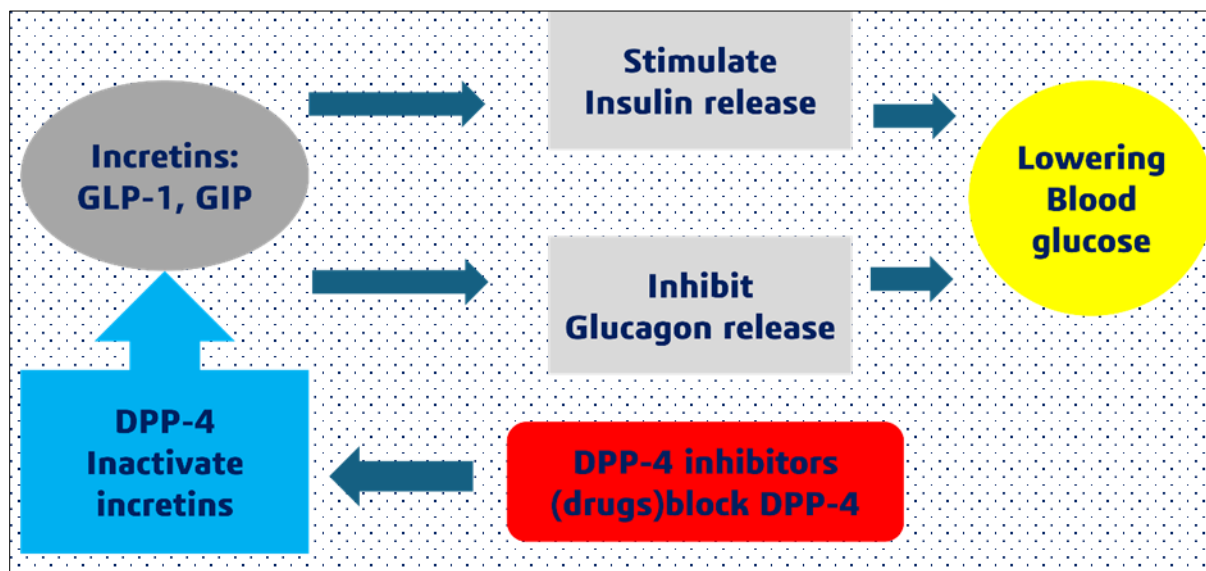 Stimulate
Insulin release
Incretins:
GLP-1, GIP
Lowering
Blood
glucose
Inhibit
Glucagon release
DPP-4
Inactivate
incretins
DPP-4 inhibitors
(drugs)block DPP-4